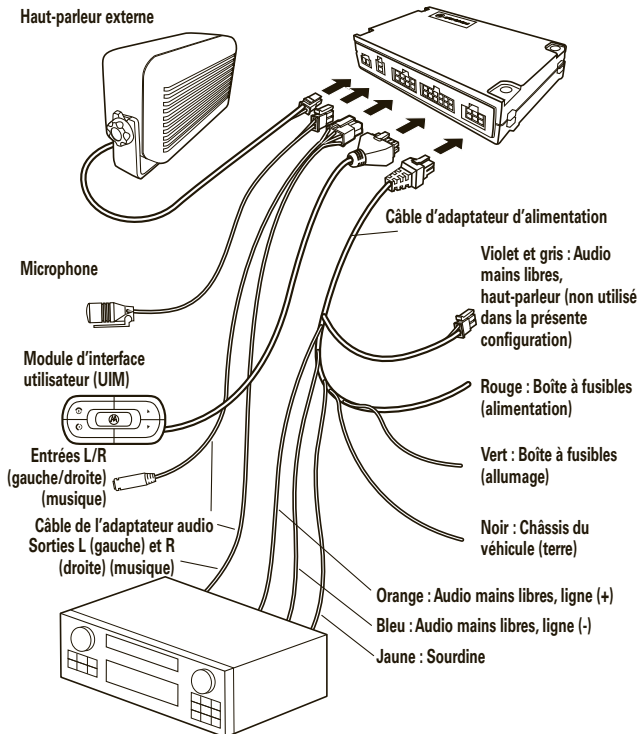 Haut-parleur externe
Câble d'adaptateur d'alimentation
Microphone
Violet et gris : Audio
mains libres,
haut-parleur (non utilisé
dans la présente
configuration)
Module d'interface
utilisateur (UIM)
Rouge : Boîte à fusibles
(alimentation)
Entrées L/R
(gauche/droite)
(musique)
Vert : Boîte à fusibles
(allumage)
Câble de l'adaptateur audio
Sorties L (gauche) et R
(droite) (musique)
Noir : Châssis du
véhicule (terre)
Orange : Audio mains libres, ligne (+)
Bleu : Audio mains libres, ligne (-)
Jaune : Sourdine